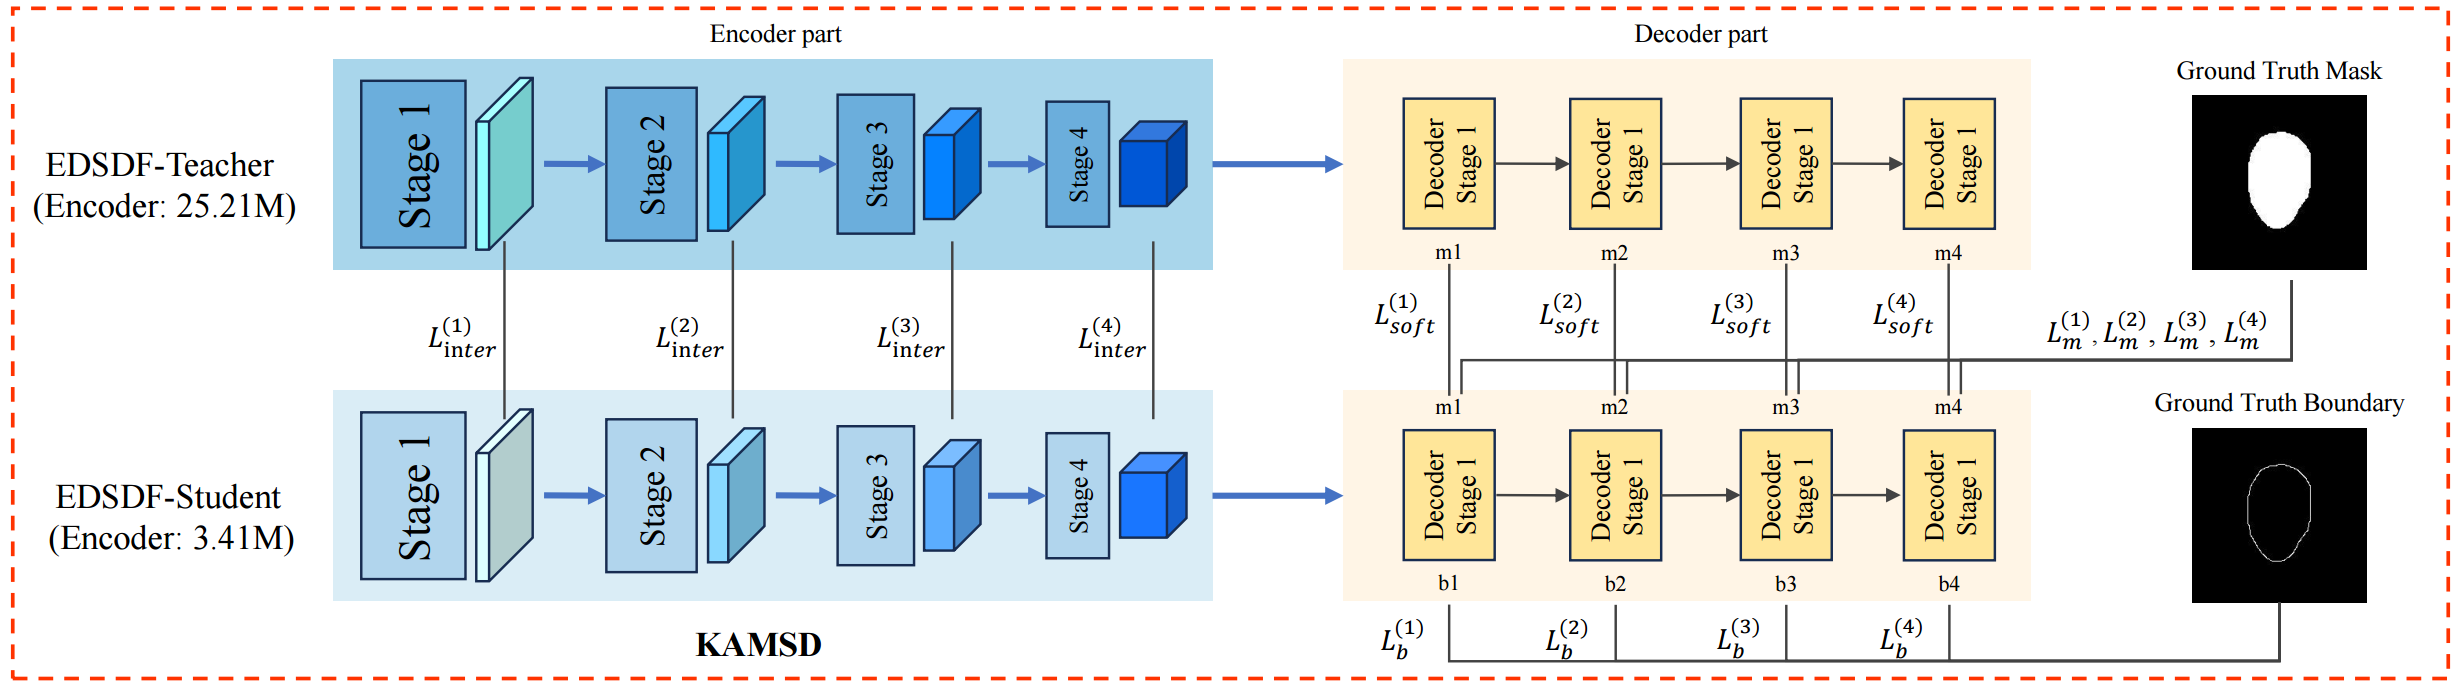 Encoder part
Decoder part
Ground Truth Mask
EDSDF-Teacher
(Encoder: 25.21M)
Stage 1
Stage 2
Stage 3
Stage 4
Decoder
Stage 1
Decoder
Stage 1
Decoder
Stage 1
Decoder
Stage 1
m1
m2
m3
m4
L_{inter}^{(1)}
L_{inter}^{(2)}
L_{inter}^{(3)}
L_{inter}^{(4)}
L_{soft}^{(1)}
L_{soft}^{(2)}
L_{soft}^{(3)}
L_{soft}^{(4)}
L_m^{(1)}, L_m^{(2)}, L_m^{(3)}, L_m^{(4)}
m1
m2
m3
m4
Ground Truth Boundary
EDSDF-Student
(Encoder: 3.41M)
Stage 1
Stage 2
Stage 3
Stage 4
Decoder
Stage 1
Decoder
Stage 1
Decoder
Stage 1
Decoder
Stage 1
b1
b2
b3
b4
KAMSD
L_b^{(1)}
L_b^{(2)}
L_b^{(3)}
L_b^{(4)}